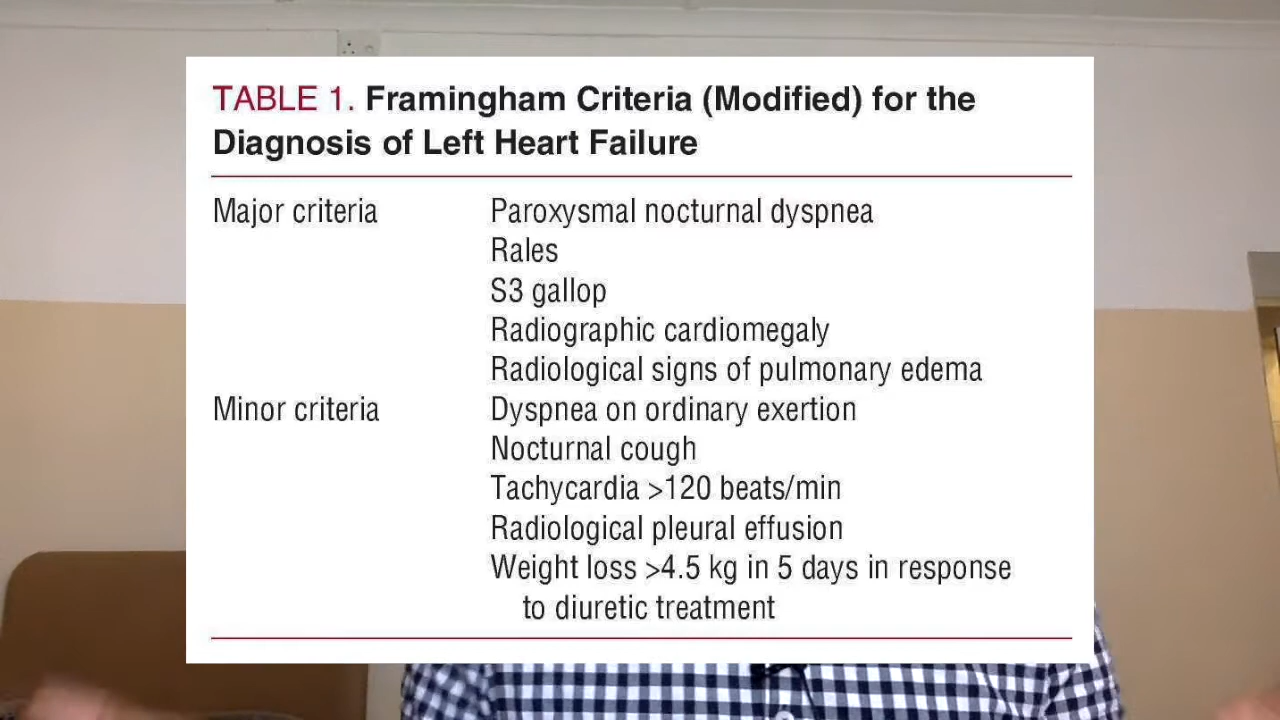 TABLE 1. Framingham Criteria (Modified) for the
Diagnosis of Left Heart Failure
Major criteria Paroxysmal nocturnal dyspnea
Rales
S3 gallop
Radiographic cardiomegaly
Radiological signs of pulmonary edema
Minor criteria Dyspnea on ordinary exertion
Nocturnal cough
Tachycardia >120 beats/min
Radiological pleural effusion
Weight loss >4.5 kg in 5 days in response
to diuretic treatment